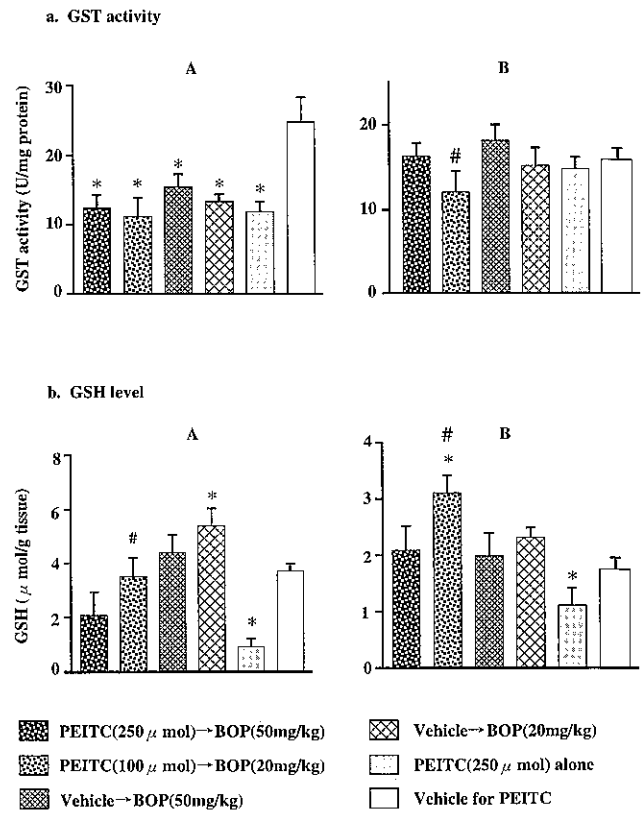 a. GST activity
A
B
GST activity (U/mg protein)
30
20
10
0
* * * * *
20
10
0
#
b. GSH level
A
B
GSH ( μ mol/g tissue)
8
6
4
2
0
#
*
*
4
3
2
1
0
#
*
*
PEITC(250 μ mol)→BOP(50mg/kg)
PEITC(100 μ mol)→BOP(20mg/kg)
Vehicle→BOP(50mg/kg)
Vehicle→BOP(20mg/kg)
PEITC(250 μ mol) alone
Vehicle for PEITC